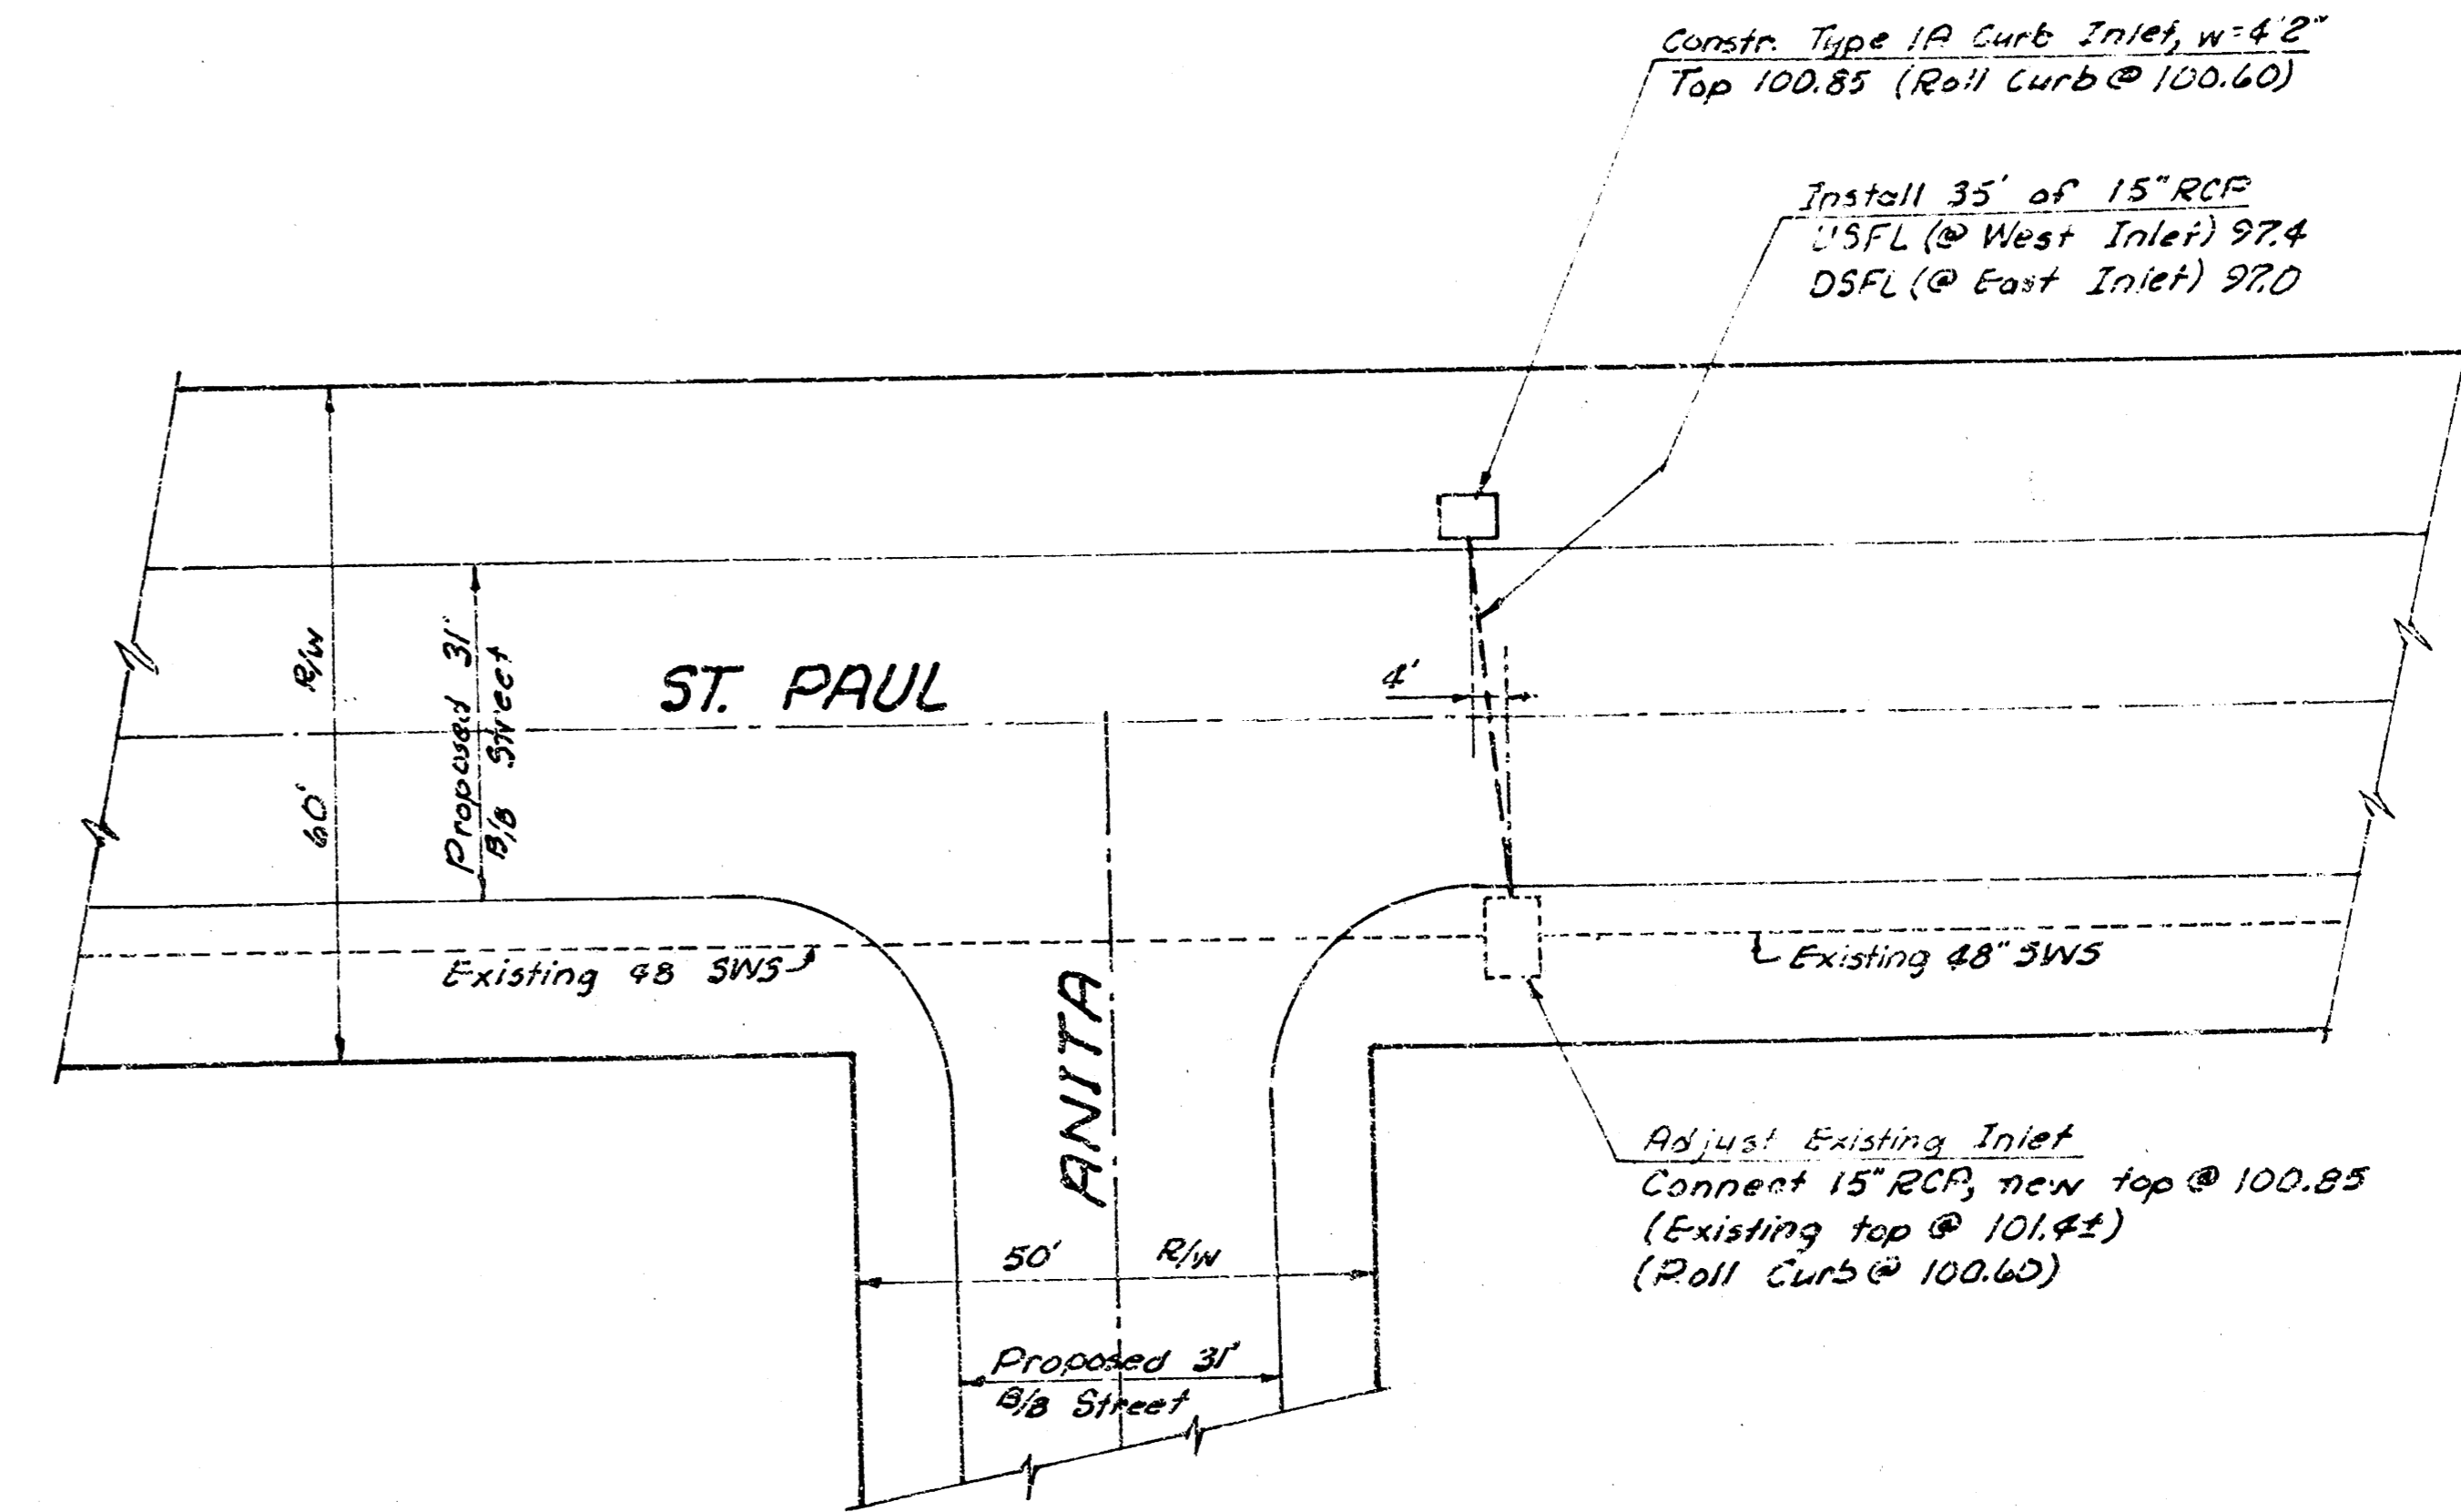 Constr. Type 1A Curb Inlet, w=4'2"
Top 100.85 (Roll Curb @ 100.60)
Install 35' of 15" RCP
USFL (@ West Inlet) 97.4
DSFL (@ East Inlet) 97.0
60' R/W
Proposed 31'
B/B Street
ST. PAUL
4'
Existing 48 SWS
Existing 48" SWS
ANITA
Adjust Existing Inlet
Connect 15" RCP, new top @ 100.85
(Existing top @ 101.4±)
(Roll Curb @ 100.60)
50' R/W
Proposed 31'
B/B Street